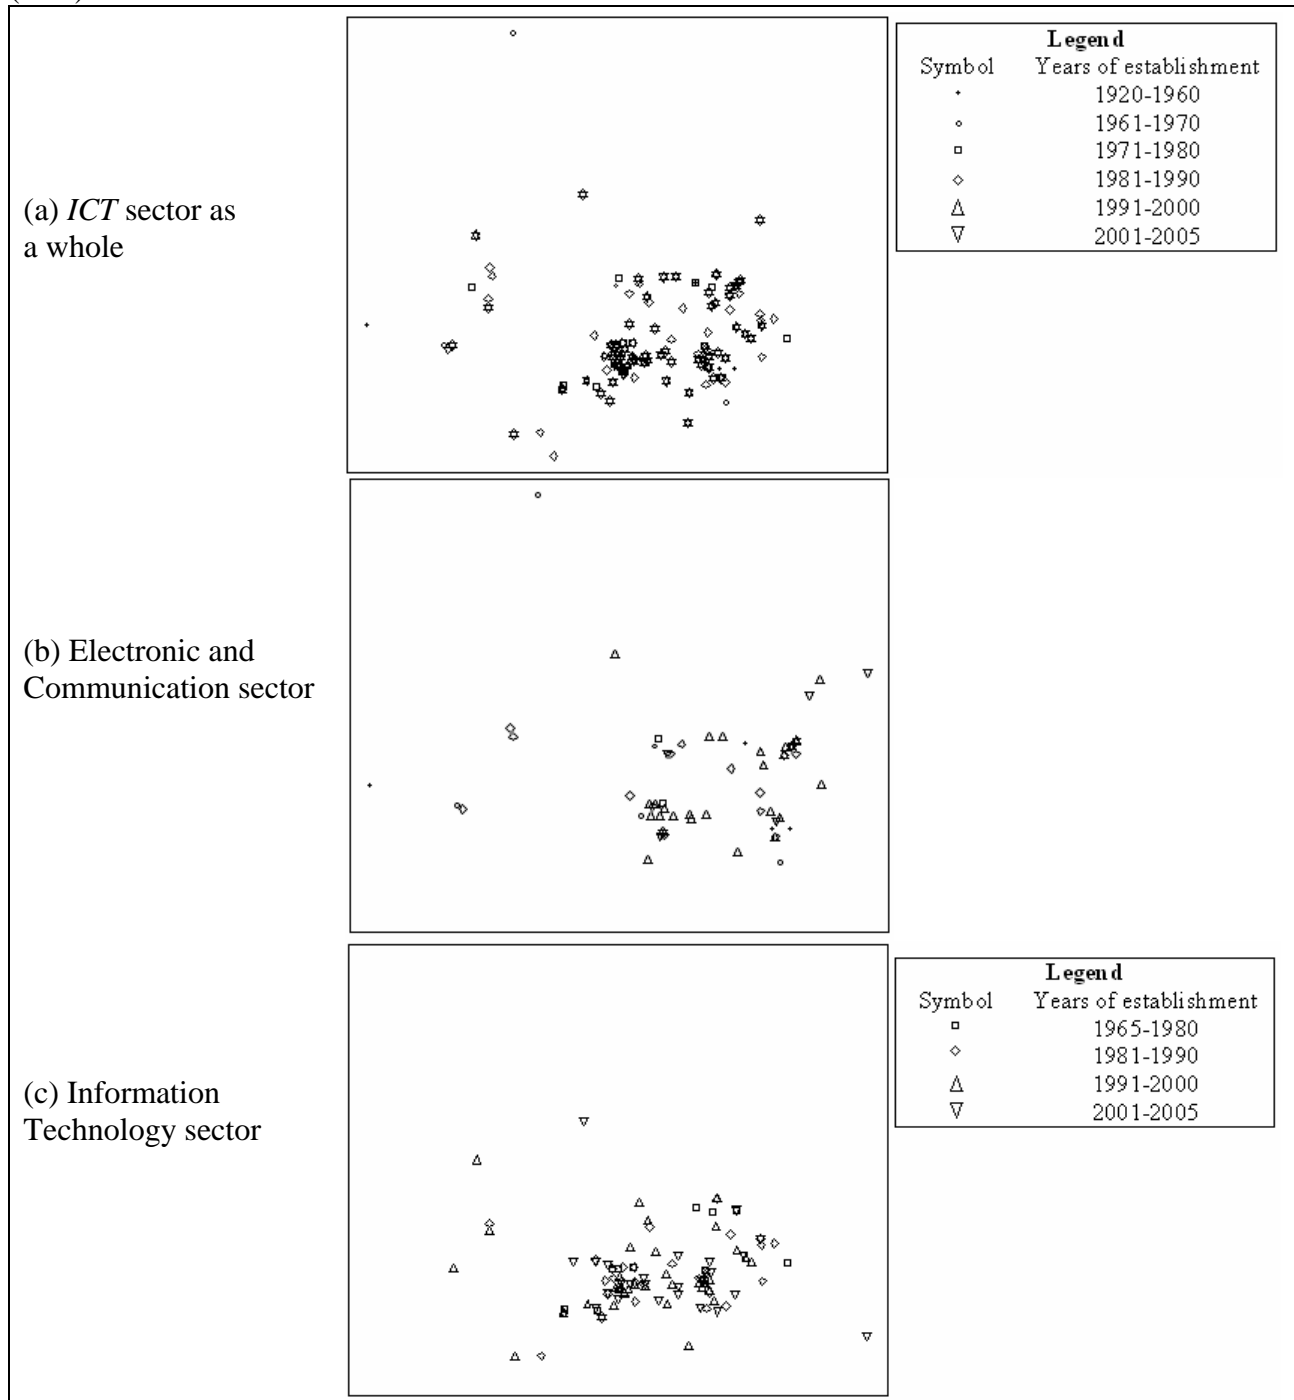 (a) ICT sector as
a whole
Legend
Symbol Years of establishment
1920-1960
1961-1970
1971-1980
1981-1990
1991-2000
2001-2005
(b) Electronic and
Communication sector
(c) Information
Technology sector
Legend
Symbol Years of establishment
1965-1980
1981-1990
1991-2000
2001-2005